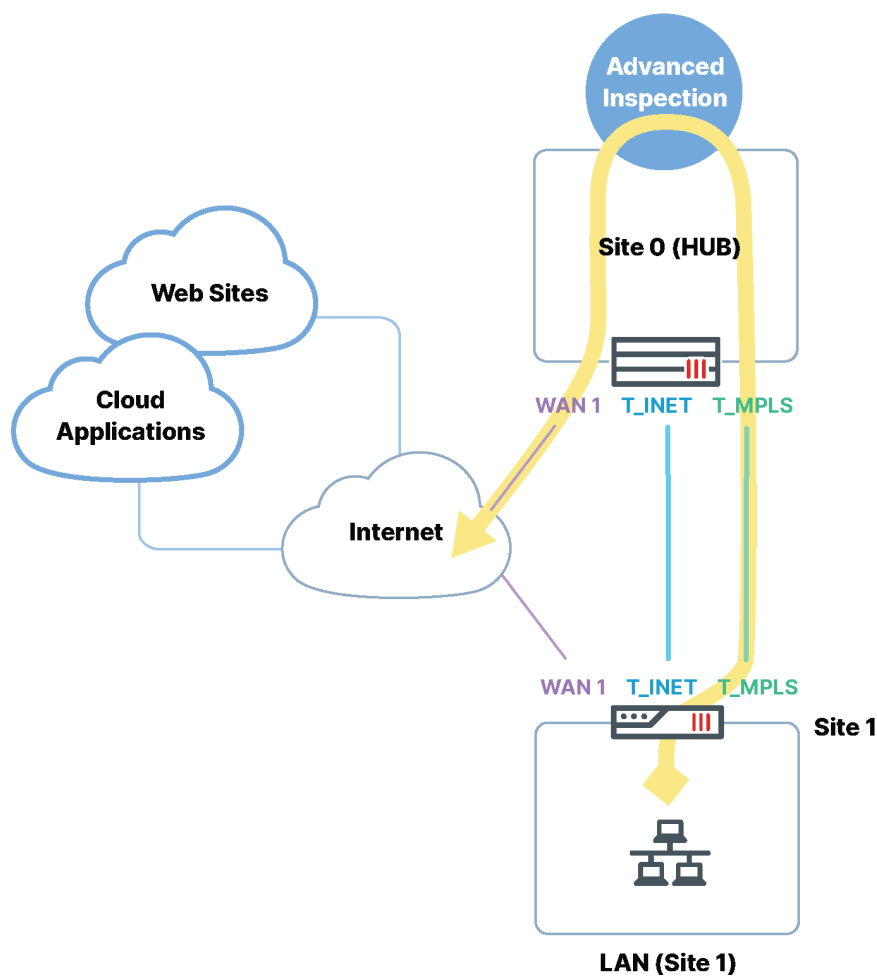 Advanced
Inspection
Site 0 (HUB)
Web Sites
Cloud
Applications
WAN 1 T_INET T_MPLS
Internet
WAN 1 T_INET T_MPLS
Site 1
LAN (Site 1)